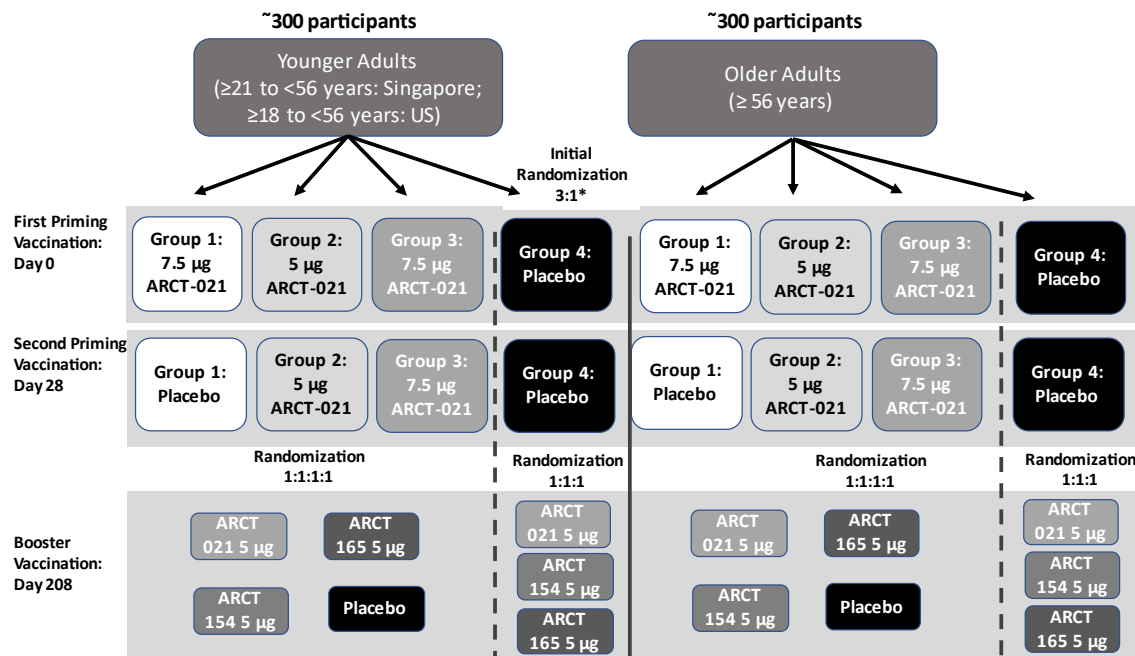 ~300 participants
~300 participants
Younger Adults
(≥21 to <56 years: Singapore;
≥18 to <56 years: US)
Older Adults
(≥ 56 years)
Initial
Randomization
3:1*
First Priming
Vaccination:
Day 0
Group 1:
7.5 µg
ARCT-021
Group 2:
5 µg
ARCT-021
Group 3:
7.5 µg
ARCT-021
Group 4:
Placebo
Group 1:
7.5 µg
ARCT-021
Group 2:
5 µg
ARCT-021
Group 3:
7.5 µg
ARCT-021
Group 4:
Placebo
Second Priming
Vaccination:
Day 28
Group 1:
Placebo
Group 2:
5 µg
ARCT-021
Group 3:
7.5 µg
ARCT-021
Group 4:
Placebo
Group 1:
Placebo
Group 2:
5 µg
ARCT-021
Group 3:
7.5 µg
ARCT-021
Group 4:
Placebo
Randomization
1:1:1:1
Randomization
1:1:1
Randomization
1:1:1:1
Randomization
1:1:1
Booster
Vaccination:
Day 208
ARCT
021 5 µg
ARCT
165 5 µg
ARCT
154 5 µg
Placebo
ARCT
021 5 µg
ARCT
154 5 µg
ARCT
165 5 µg
ARCT
021 5 µg
ARCT
165 5 µg
ARCT
154 5 µg
Placebo
ARCT
021 5 µg
ARCT
154 5 µg
ARCT
165 5 µg